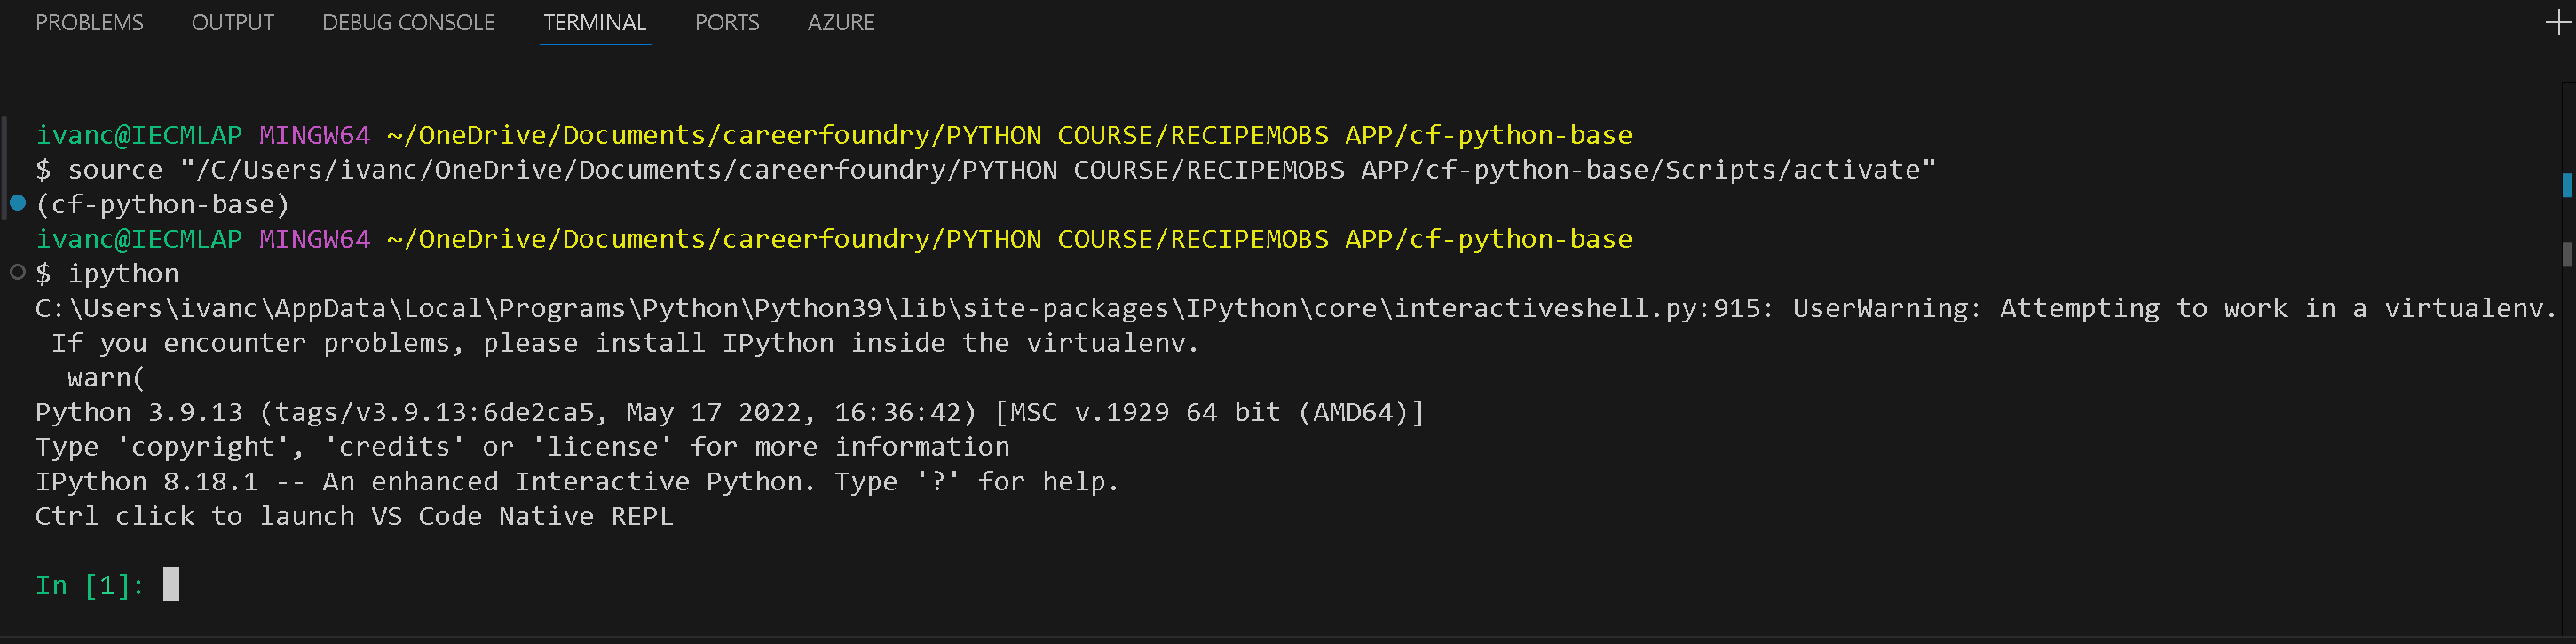 PROBLEMS OUTPUT DEBUG CONSOLE TERMINAL PORTS AZURE
ivanc@IECMLAP MINGW64 ~/OneDrive/Documents/careerfoundry/PYTHON COURSE/RECIPEMOBS APP/cf-python-base
$ source "/C/Users/ivanc/OneDrive/Documents/careerfoundry/PYTHON COURSE/RECIPEMOBS APP/cf-python-base/Scripts/activate"
(cf-python-base)
ivanc@IECMLAP MINGW64 ~/OneDrive/Documents/careerfoundry/PYTHON COURSE/RECIPEMOBS APP/cf-python-base
$ ipython
C:\Users\ivanc\AppData\Local\Programs\Python\Python39\lib\site-packages\IPython\core\interactiveshell.py:915: UserWarning: Attempting to work in a virtualenv.
 If you encounter problems, please install IPython inside the virtualenv.
  warn(
Python 3.9.13 (tags/v3.9.13:6de2ca5, May 17 2022, 16:36:42) [MSC v.1929 64 bit (AMD64)]
Type 'copyright', 'credits' or 'license' for more information
IPython 8.18.1 -- An enhanced Interactive Python. Type '?' for help.
Ctrl click to launch VS Code Native REPL
In [1]: